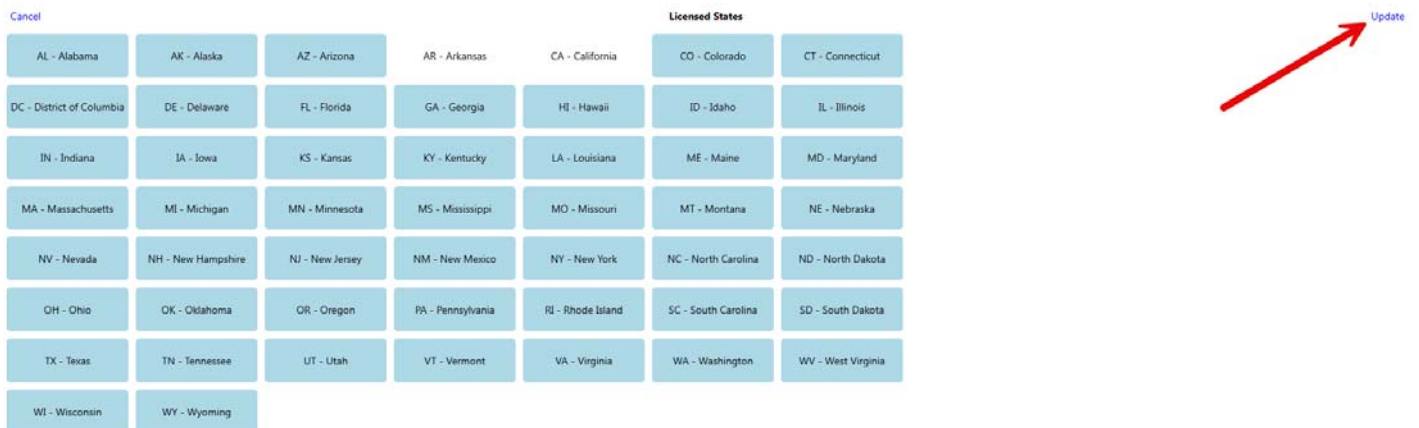 Cancel Licensed States Update
AL - Alabama AK - Alaska AZ - Arizona AR - Arkansas CA - California CO - Colorado CT - Connecticut
DC - District of Columbia DE - Delaware FL - Florida GA - Georgia HI - Hawaii ID - Idaho IL - Illinois
IN - Indiana IA - Iowa KS - Kansas KY - Kentucky LA - Louisiana ME - Maine MD - Maryland
MA - Massachusetts MI - Michigan MN - Minnesota MS - Mississippi MO - Missouri MT - Montana NE - Nebraska
NV - Nevada NH - New Hampshire NJ - New Jersey NM - New Mexico NY - New York NC - North Carolina ND - North Dakota
OH - Ohio OK - Oklahoma OR - Oregon PA - Pennsylvania RI - Rhode Island SC - South Carolina SD - South Dakota
TX - Texas TN - Tennessee UT - Utah VT - Vermont VA - Virginia WA - Washington WV - West Virginia
WI - Wisconsin WY - Wyoming